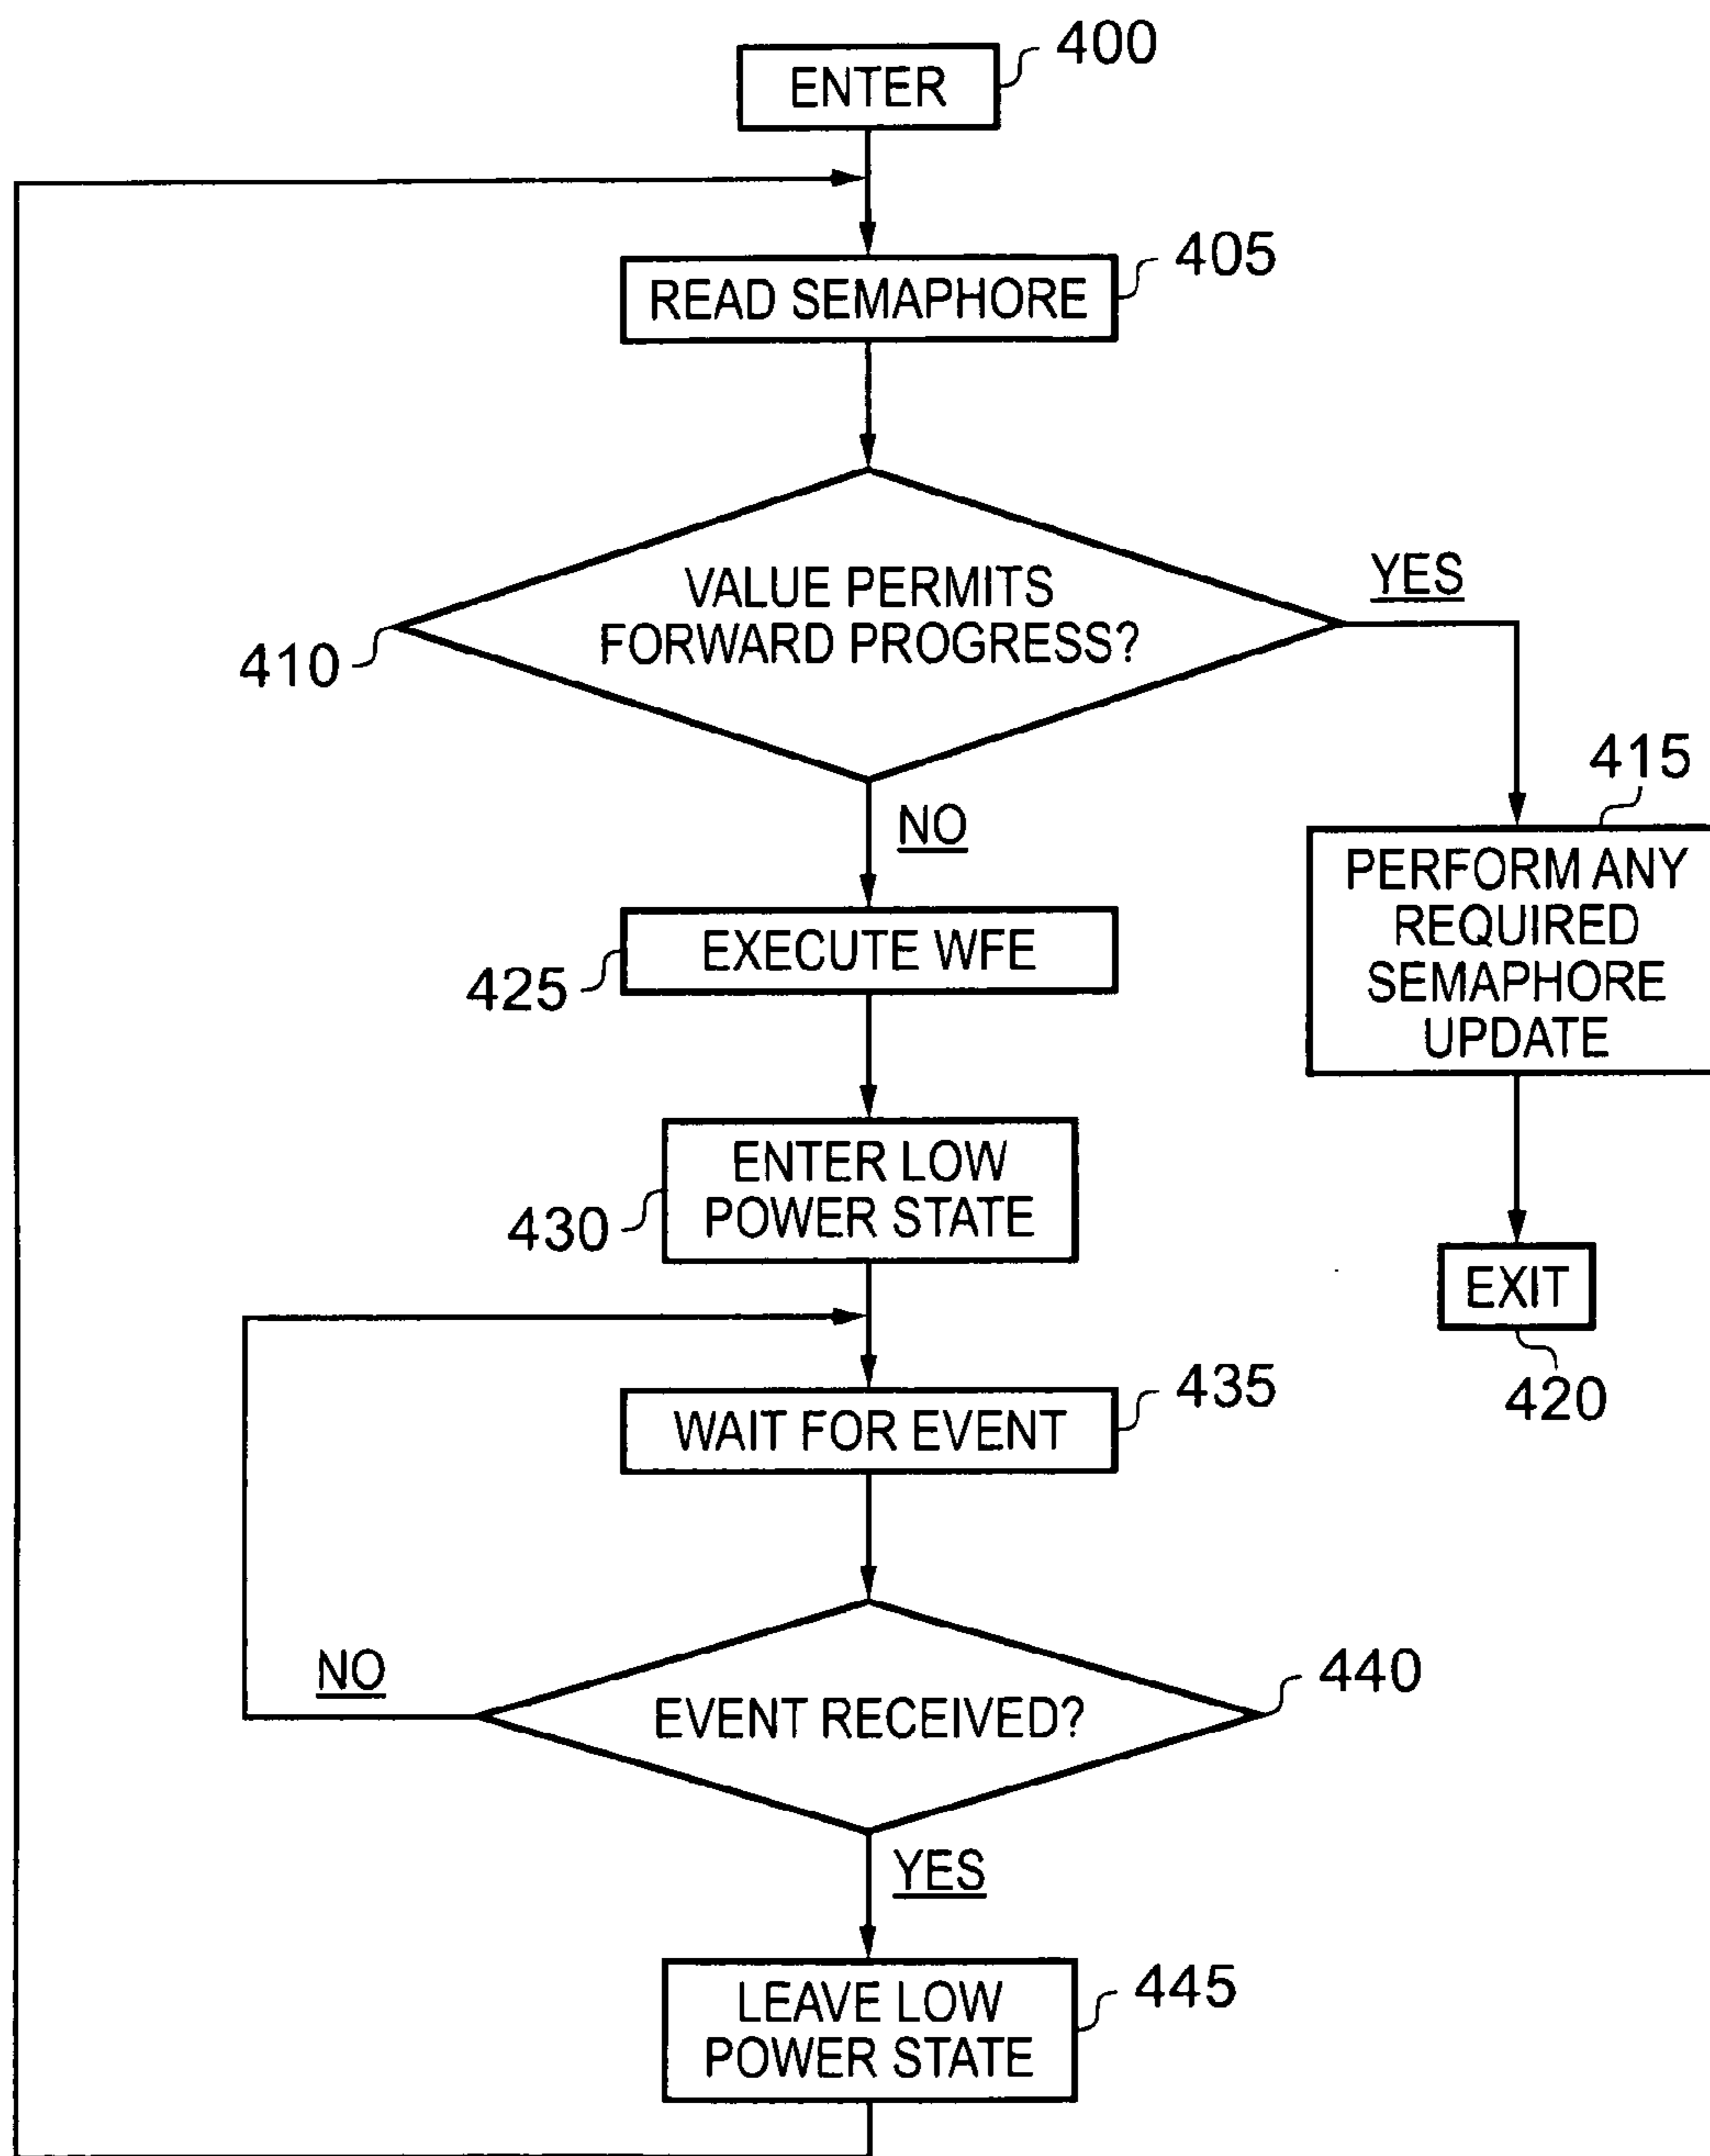 ENTER
400
READ SEMAPHORE
405
VALUE PERMITS
FORWARD PROGRESS?
410
YES
NO
415
PERFORM ANY
REQUIRED
SEMAPHORE
UPDATE
EXECUTE WFE
425
ENTER LOW
POWER STATE
430
EXIT
420
WAIT FOR EVENT
435
NO
EVENT RECEIVED?
440
YES
LEAVE LOW
POWER STATE
445